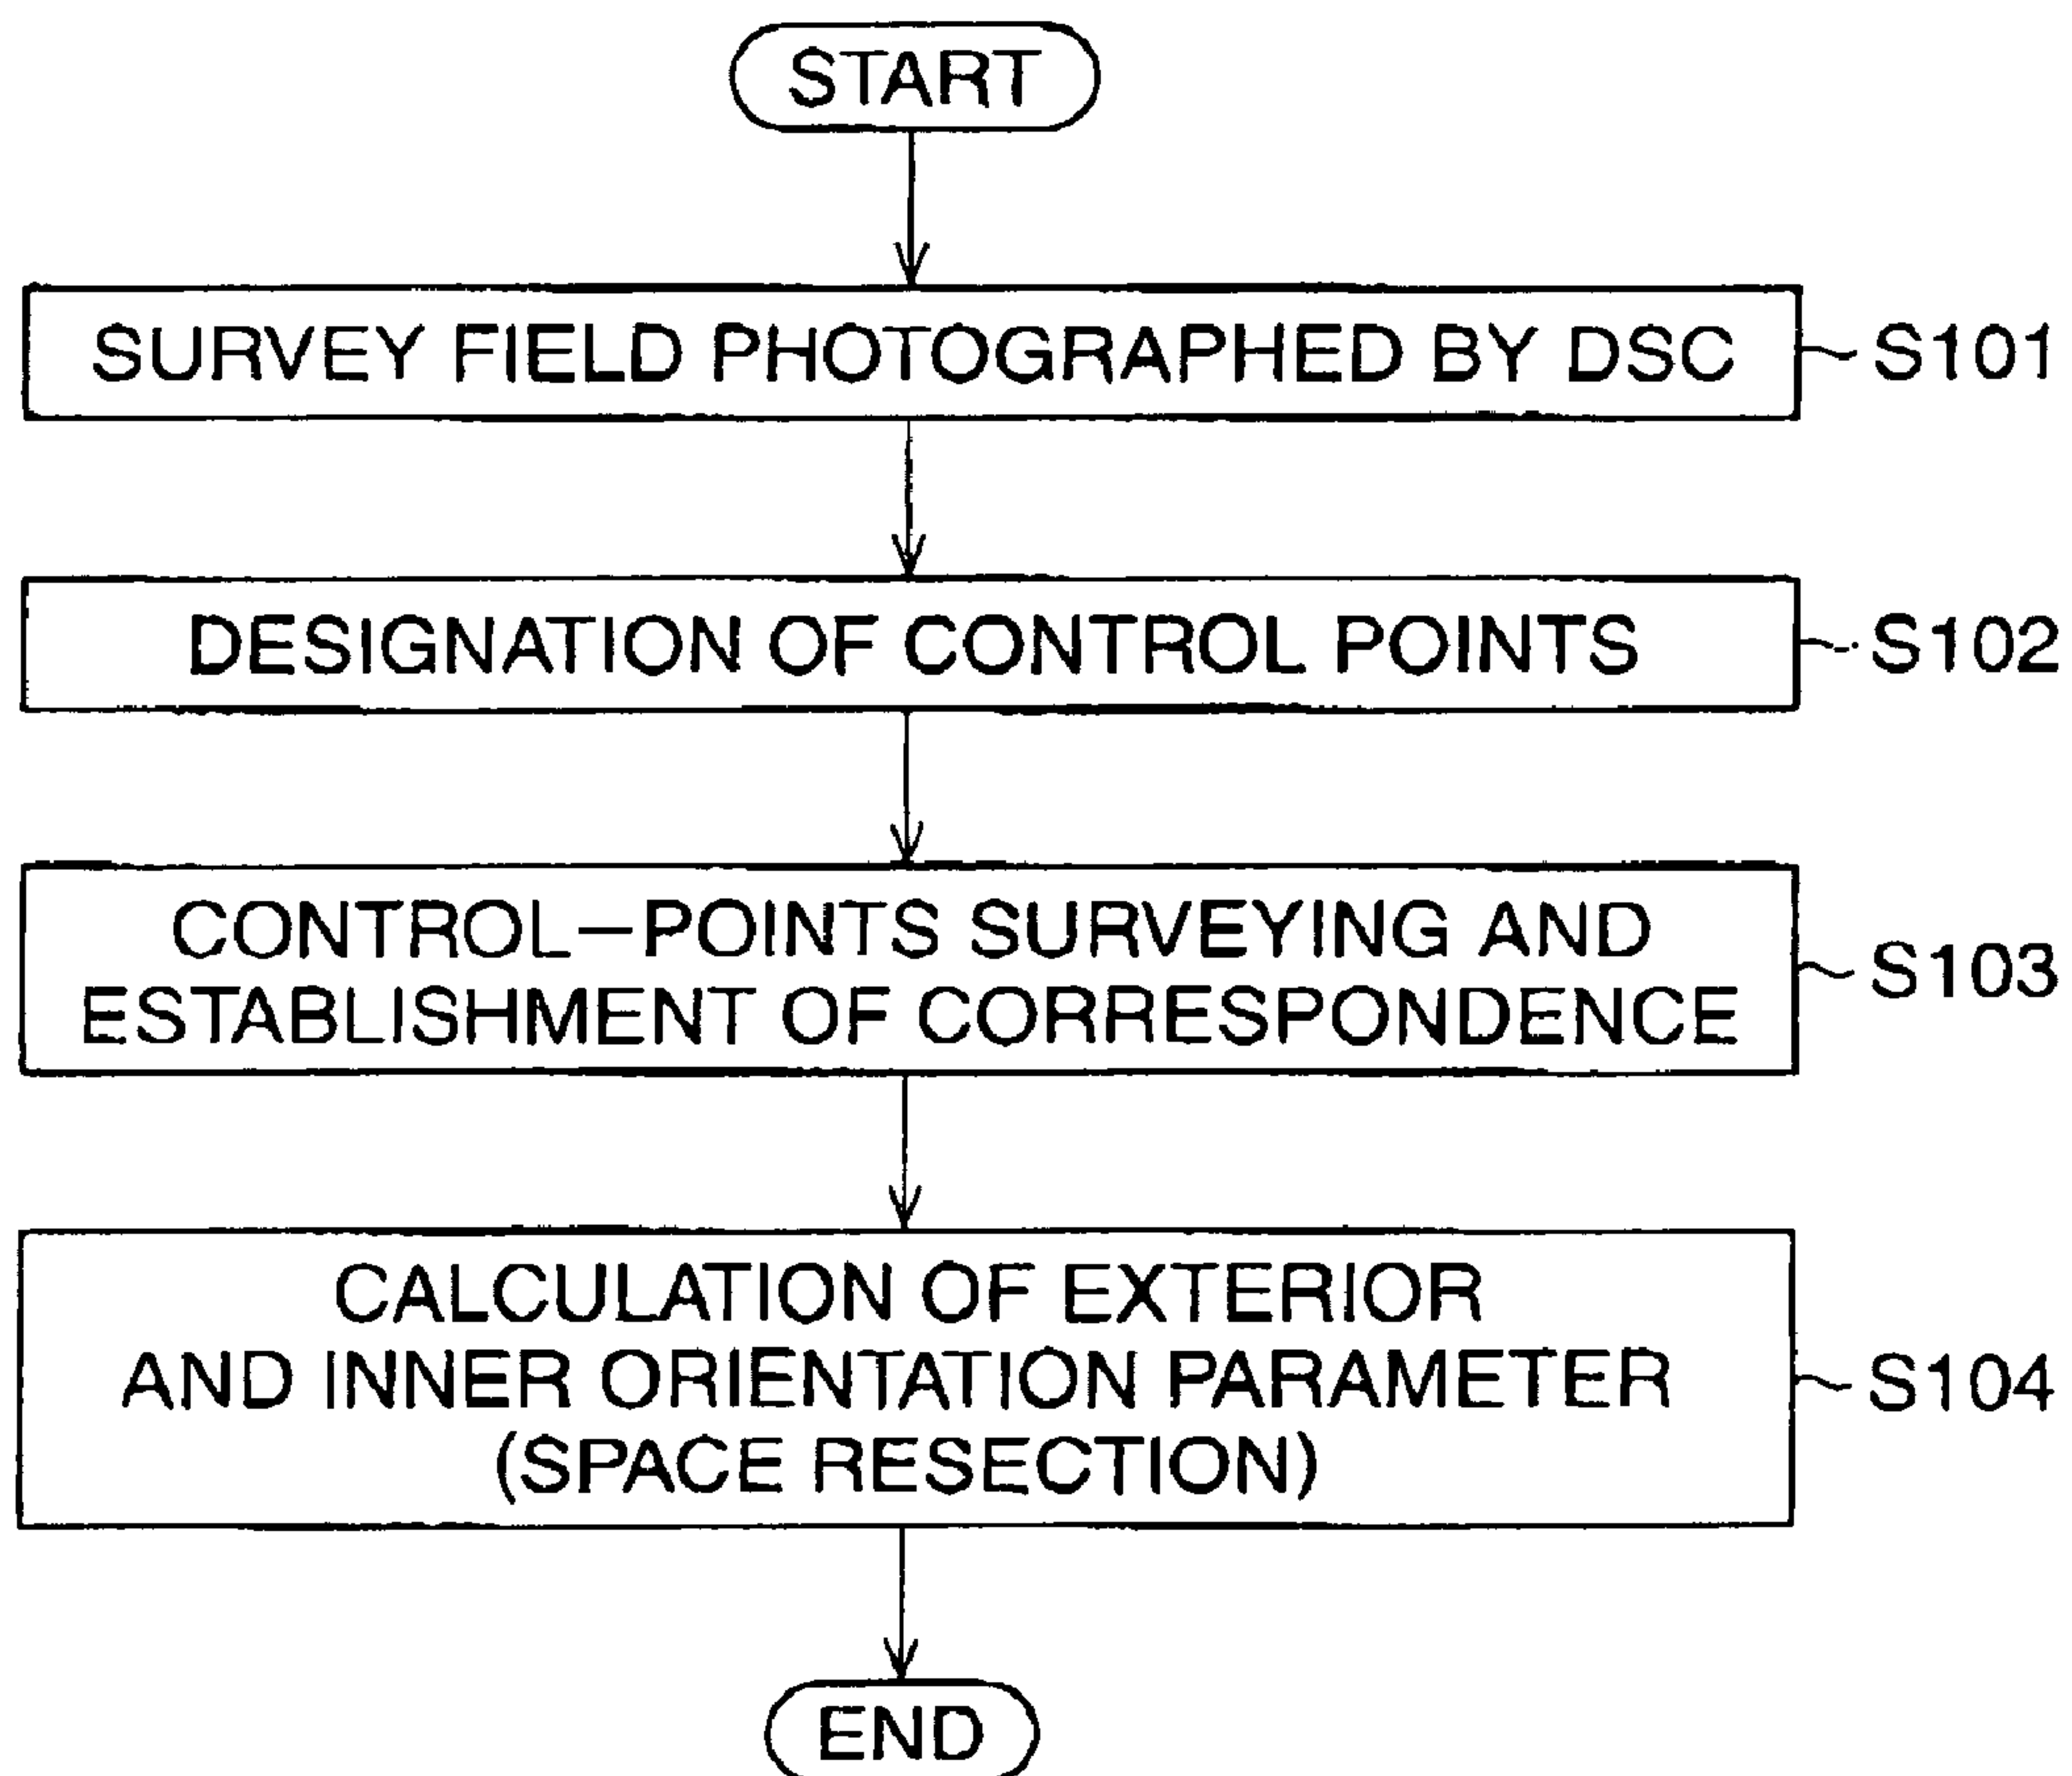 START
SURVEY FIELD PHOTOGRAPHED BY DSC
S101
DESIGNATION OF CONTROL POINTS
S102
CONTROL-POINTS SURVEYING AND
ESTABLISHMENT OF CORRESPONDENCE
S103
CALCULATION OF EXTERIOR
AND INNER ORIENTATION PARAMETER
(SPACE RESECTION)
S104
END